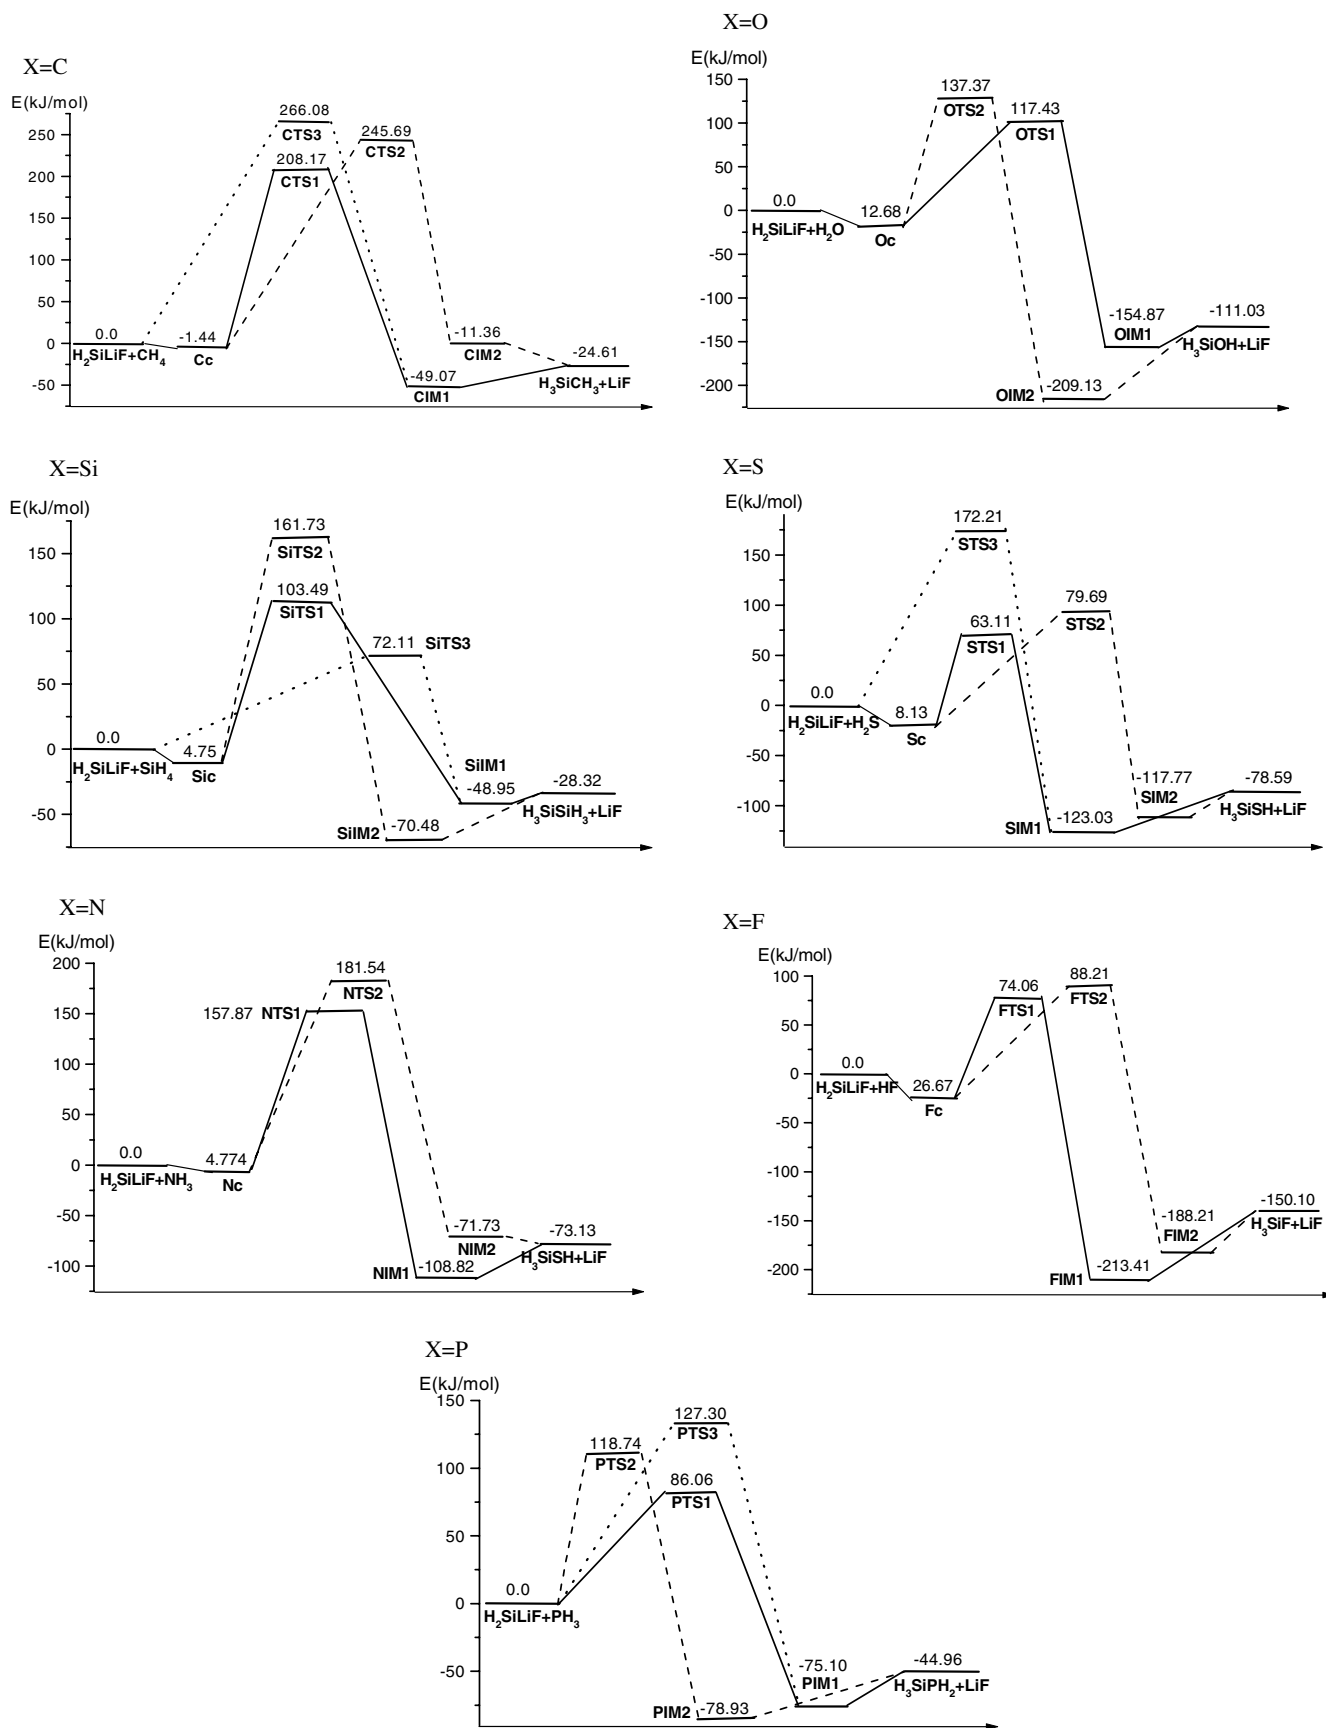 X=C
E(kJ/mol)
250
200
150
100
50
0
-50
266.08
CTS3
245.69
CTS2
208.17
CTS1
0.0
H2SiLiF+CH4
-1.44
Cc
-11.36
CIM2
-49.07
CIM1
-24.61
H3SiCH3+LiF
X=O
E(kJ/mol)
150
100
50
0
-50
-100
-150
-200
137.37
OTS2
117.43
OTS1
0.0
H2SiLiF+H2O
12.68
Oc
-154.87
OIM1
-111.03
H3SiOH+LiF
-209.13
OIM2
X=Si
E(kJ/mol)
150
100
50
0
-50
161.73
SiTS2
103.49
SiTS1
72.11
SiTS3
0.0
H2SiLiF+SiH4
4.75
Sic
SiIM1
-48.95
-28.32
H3SiSiH3+LiF
SiIM2
-70.48
X=S
E(kJ/mol)
150
100
50
0
-50
-100
172.21
STS3
79.69
STS2
63.11
STS1
0.0
H2SiLiF+H2S
8.13
Sc
-117.77
SIM2
-78.59
H3SiSH+LiF
SIM1
-123.03
X=N
E(kJ/mol)
200
150
100
50
0
-50
-100
181.54
NTS2
157.87
NTS1
0.0
H2SiLiF+NH3
4.774
Nc
-71.73
NIM2
-73.13
H3SiSH+LiF
NIM1
-108.82
X=F
E(kJ/mol)
100
50
0
-50
-100
-150
-200
74.06
FTS1
88.21
FTS2
0.0
H2SiLiF+HF
26.67
Fc
-188.21
FIM2
-150.10
H3SiF+LiF
FIM1
-213.41
X=P
E(kJ/mol)
150
100
50
0
-50
127.30
PTS3
118.74
PTS2
86.06
PTS1
0.0
H2SiLiF+PH3
-75.10
PIM1
-44.96
H3SiPH2+LiF
PIM2
-78.93